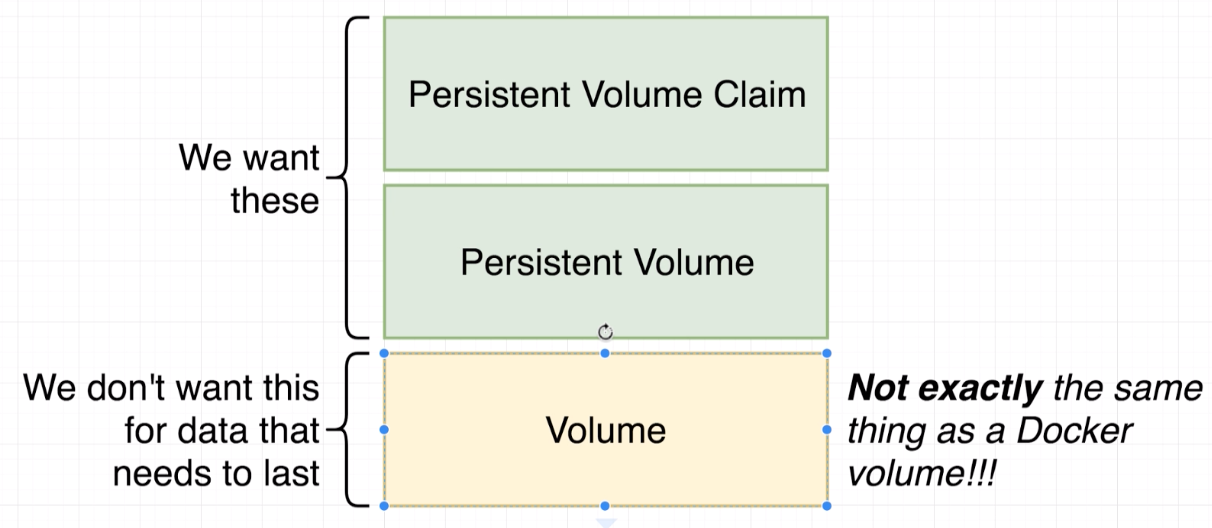 Persistent Volume Claim
We want
these
Persistent Volume
We don't want this
for data that
needs to last
Volume
Not exactly the same
thing as a Docker
volume!!!